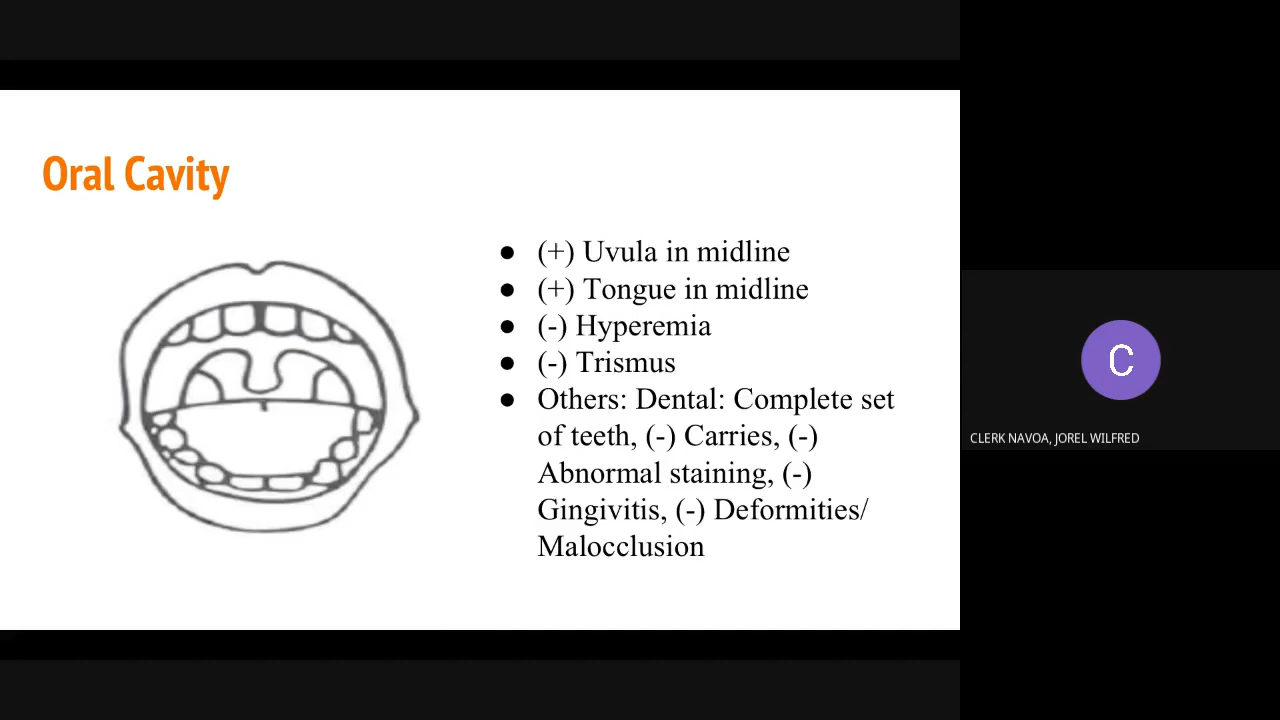 Oral Cavity
● (+) Uvula in midline
● (+) Tongue in midline
● (-) Hyperemia
● (-) Trismus
● Others: Dental: Complete set
of teeth, (-) Carries, (-)
Abnormal staining, (-)
Gingivitis, (-) Deformities/
Malocclusion
C
CLERK NAVOA, JOREL WILFRED